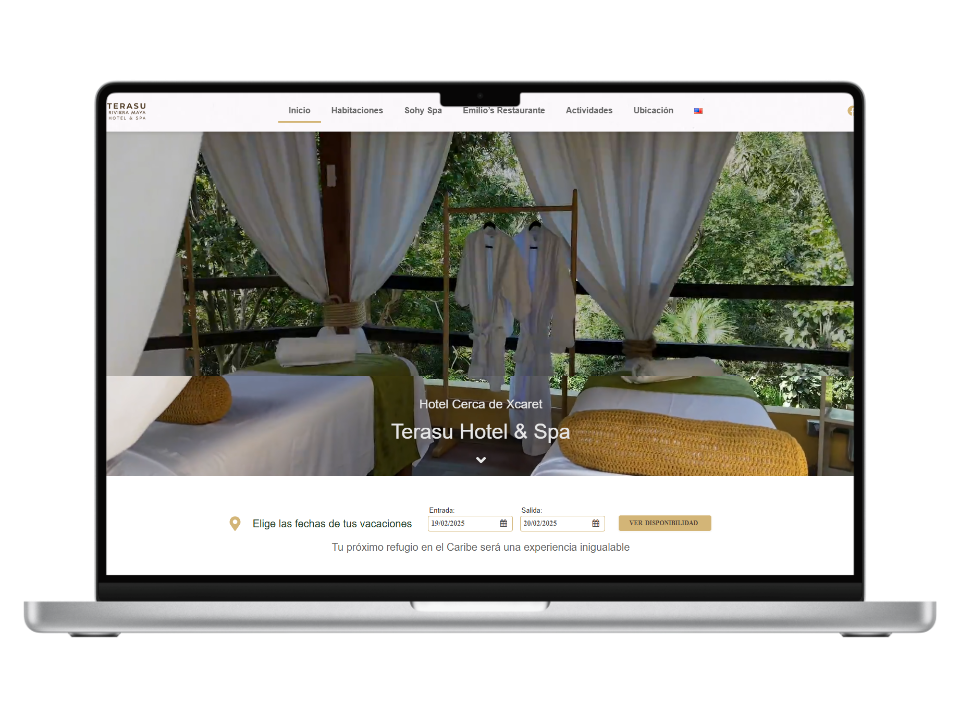 TERASU
RIVIERA MAYA
HOTEL & SPA
Inicio Habitaciones Sohy Spa Emilio's Restaurante Actividades Ubicación
Hotel Cerca de Xcaret
Terasu Hotel & Spa
Elige las fechas de tus vacaciones
Entrada: Salida:
19/02/2025 20/02/2025 VER DISPONIBILIDAD
Tu próximo refugio en el Caribe será una experiencia inigualable